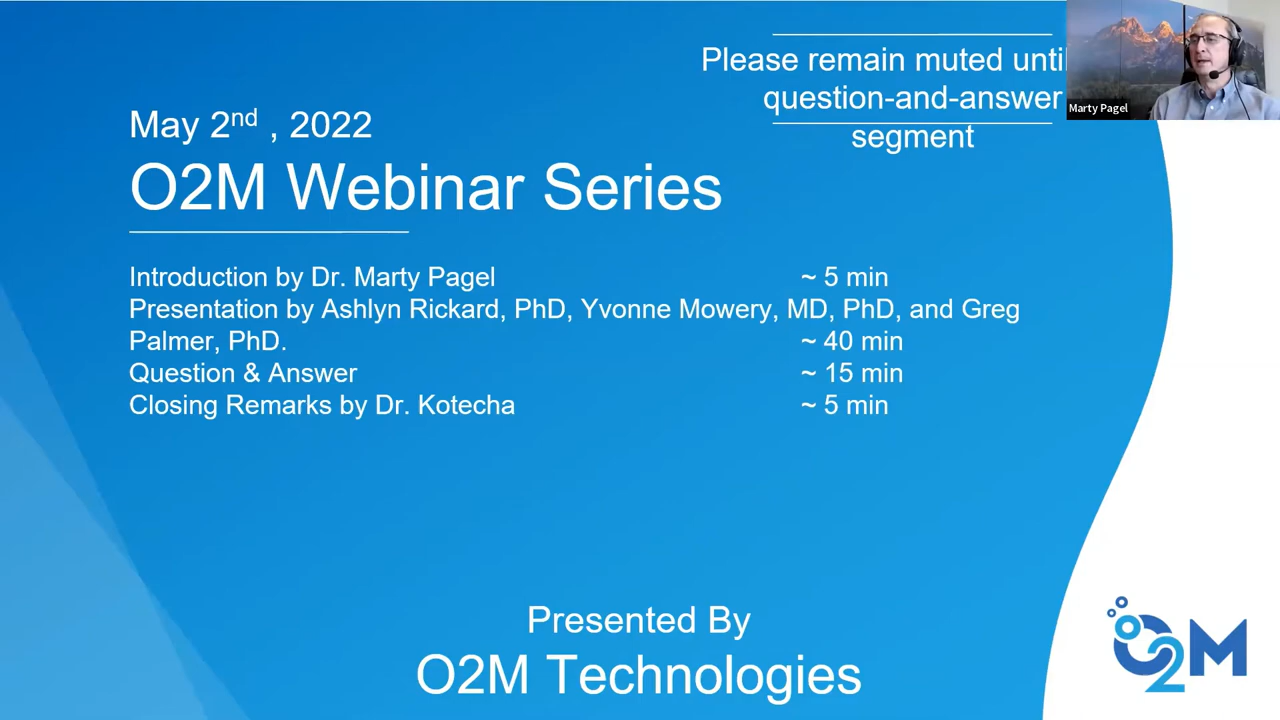 Please remain muted until
question-and-answer
segment
Marty Pagel
May 2nd , 2022
O2M Webinar Series
Introduction by Dr. Marty Pagel ~ 5 min
Presentation by Ashlyn Rickard, PhD, Yvonne Mowery, MD, PhD, and Greg
Palmer, PhD. ~ 40 min
Question & Answer ~ 15 min
Closing Remarks by Dr. Kotecha ~ 5 min
Presented By
O2M Technologies
O2M